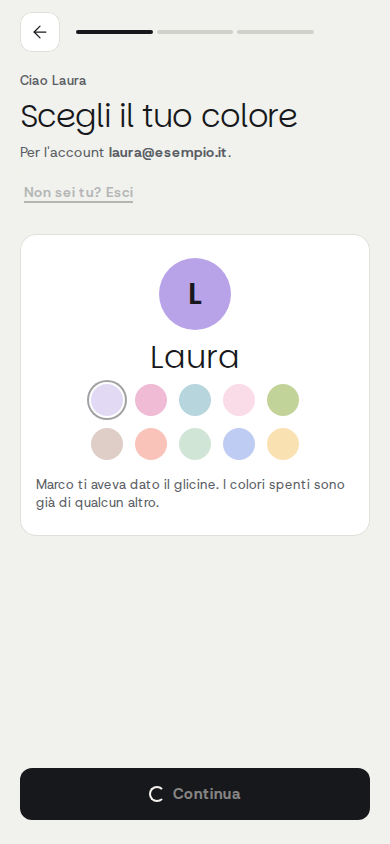 Ciao Laura
Scegli il tuo colore
Per l'account laura@esempio.it.
Non sei tu? Esci
L
Laura
Marco ti aveva dato il glicine. I colori spenti sono
già di qualcun altro.
Continua